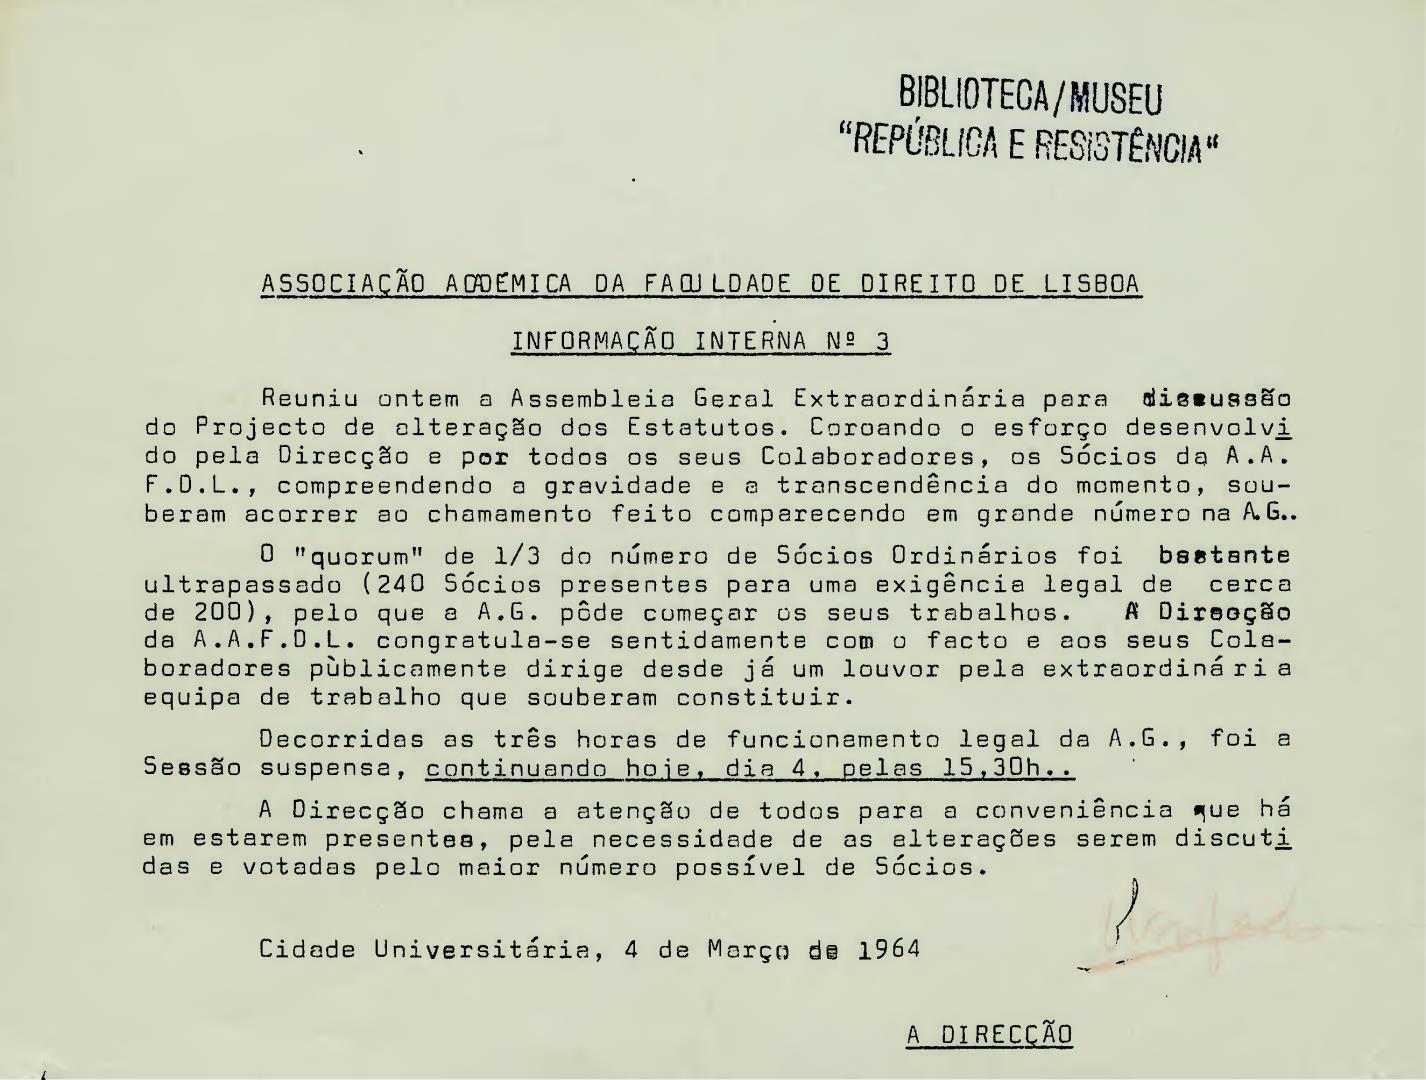 BIBLIOTECA/MUSEU
"REPÚBLICA E RESISTÊNCIA"
ASSOCIAÇÃO ACADÉMICA DA FACULDADE DE DIREITO DE LISBOA
INFORMAÇÃO INTERNA Nº 3
Reuniu ontem a Assembleia Geral Extraordinária para discussão
do Projecto de alteração dos Estatutos. Coroando o esforço desenvolvi
do pela Direcção e por todos os seus Colaboradores, os Sócios da A.A.
F.D.L., compreendendo a gravidade e a transcendência do momento, sou-
beram acorrer ao chamamento feito comparecendo em grande número na A.G..
O "quorum" de 1/3 do número de Sócios Ordinários foi bastante
ultrapassado (240 Sócios presentes para uma exigência legal de cerca
de 200), pelo que a A.G. pôde começar os seus trabalhos. A Direcção
da A.A.F.D.L. congratula-se sentidamente com o facto e aos seus Cola-
boradores pùblicamente dirige desde já um louvor pela extraordinária
equipa de trabalho que souberam constituir.
Decorridas as três horas de funcionamento legal da A.G., foi a
Sessão suspensa, continuando hoje, dia 4, pelas 15,30h..
A Direcção chama a atenção de todos para a conveniência que há
em estarem presentes, pela necessidade de as alterações serem discuti
das e votadas pelo maior número possível de Sócios.
Cidade Universitária, 4 de Março de 1964
A DIRECÇÃO